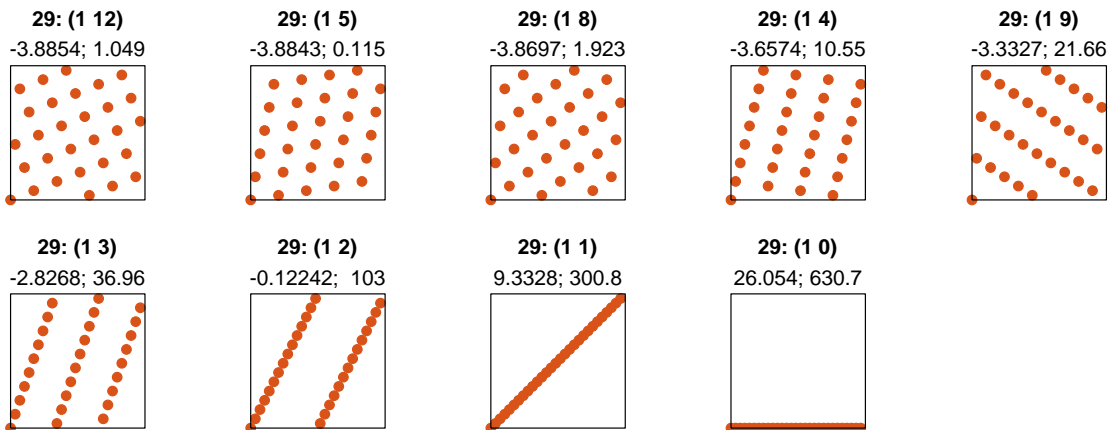 29: (1 12)
-3.8854; 1.049
29: (1 5)
-3.8843; 0.115
29: (1 8)
-3.8697; 1.923
29: (1 4)
-3.6574; 10.55
29: (1 9)
-3.3327; 21.66
29: (1 3)
-2.8268; 36.96
29: (1 2)
-0.12242;  103
29: (1 1)
9.3328; 300.8
29: (1 0)
26.054; 630.7